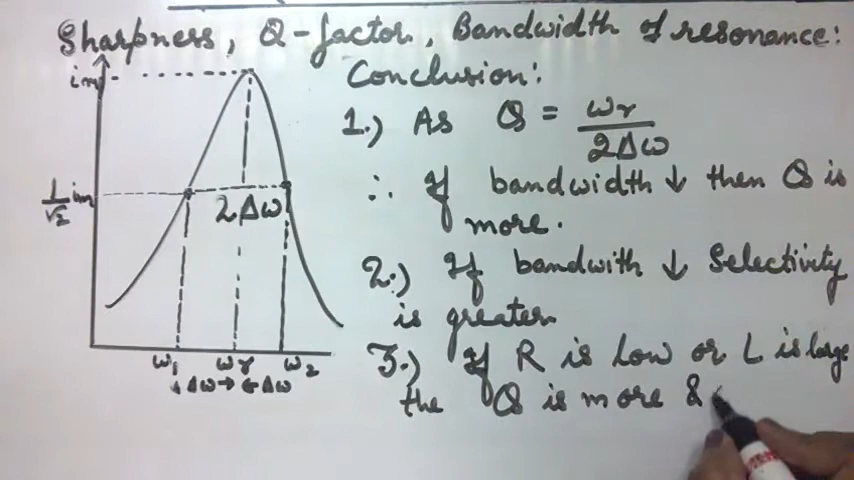 Sharpness, Q-factor, Bandwidth of resonance:
Conclusion:
im
1.) As Q = ωr / 2Δω
1/√2 im
∴ If bandwidth ↓ then Q is
more.
2Δω
2.) If bandwith ↓ Selectivity
is greater.
3.) If R is low or L is large
the Q is more &
ω1 ωr ω2
Δω → ← Δω